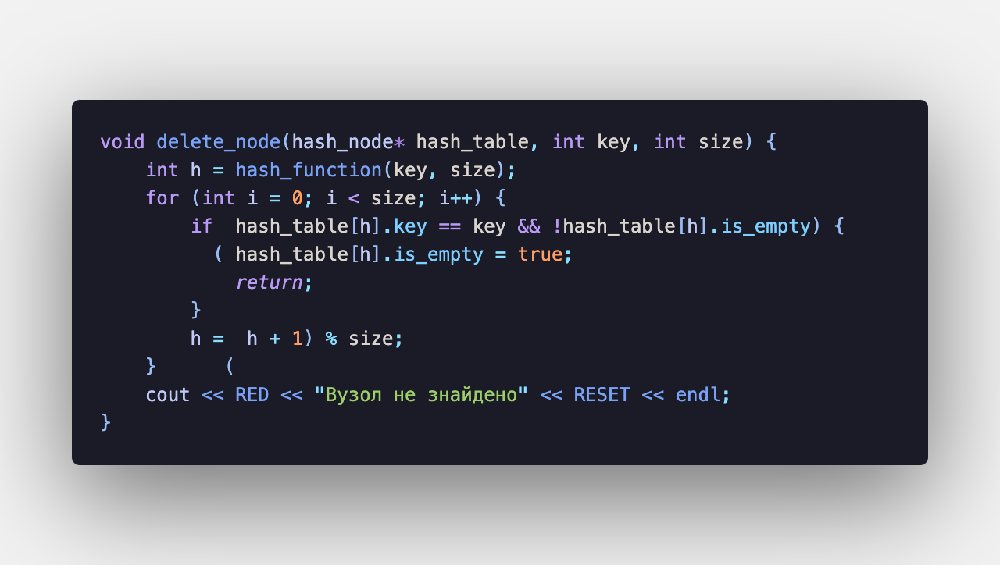 void delete_node(hash_node* hash_table, int key, int size) {
    int h = hash_function(key, size);
    for (int i = 0; i < size; i++) {
        if  hash_table[h].key == key && !hash_table[h].is_empty) {
          ( hash_table[h].is_empty = true;
            return;
        }
        h =  h + 1) % size;
    }      (
    cout << RED << "Вузол не знайдено" << RESET << endl;
}